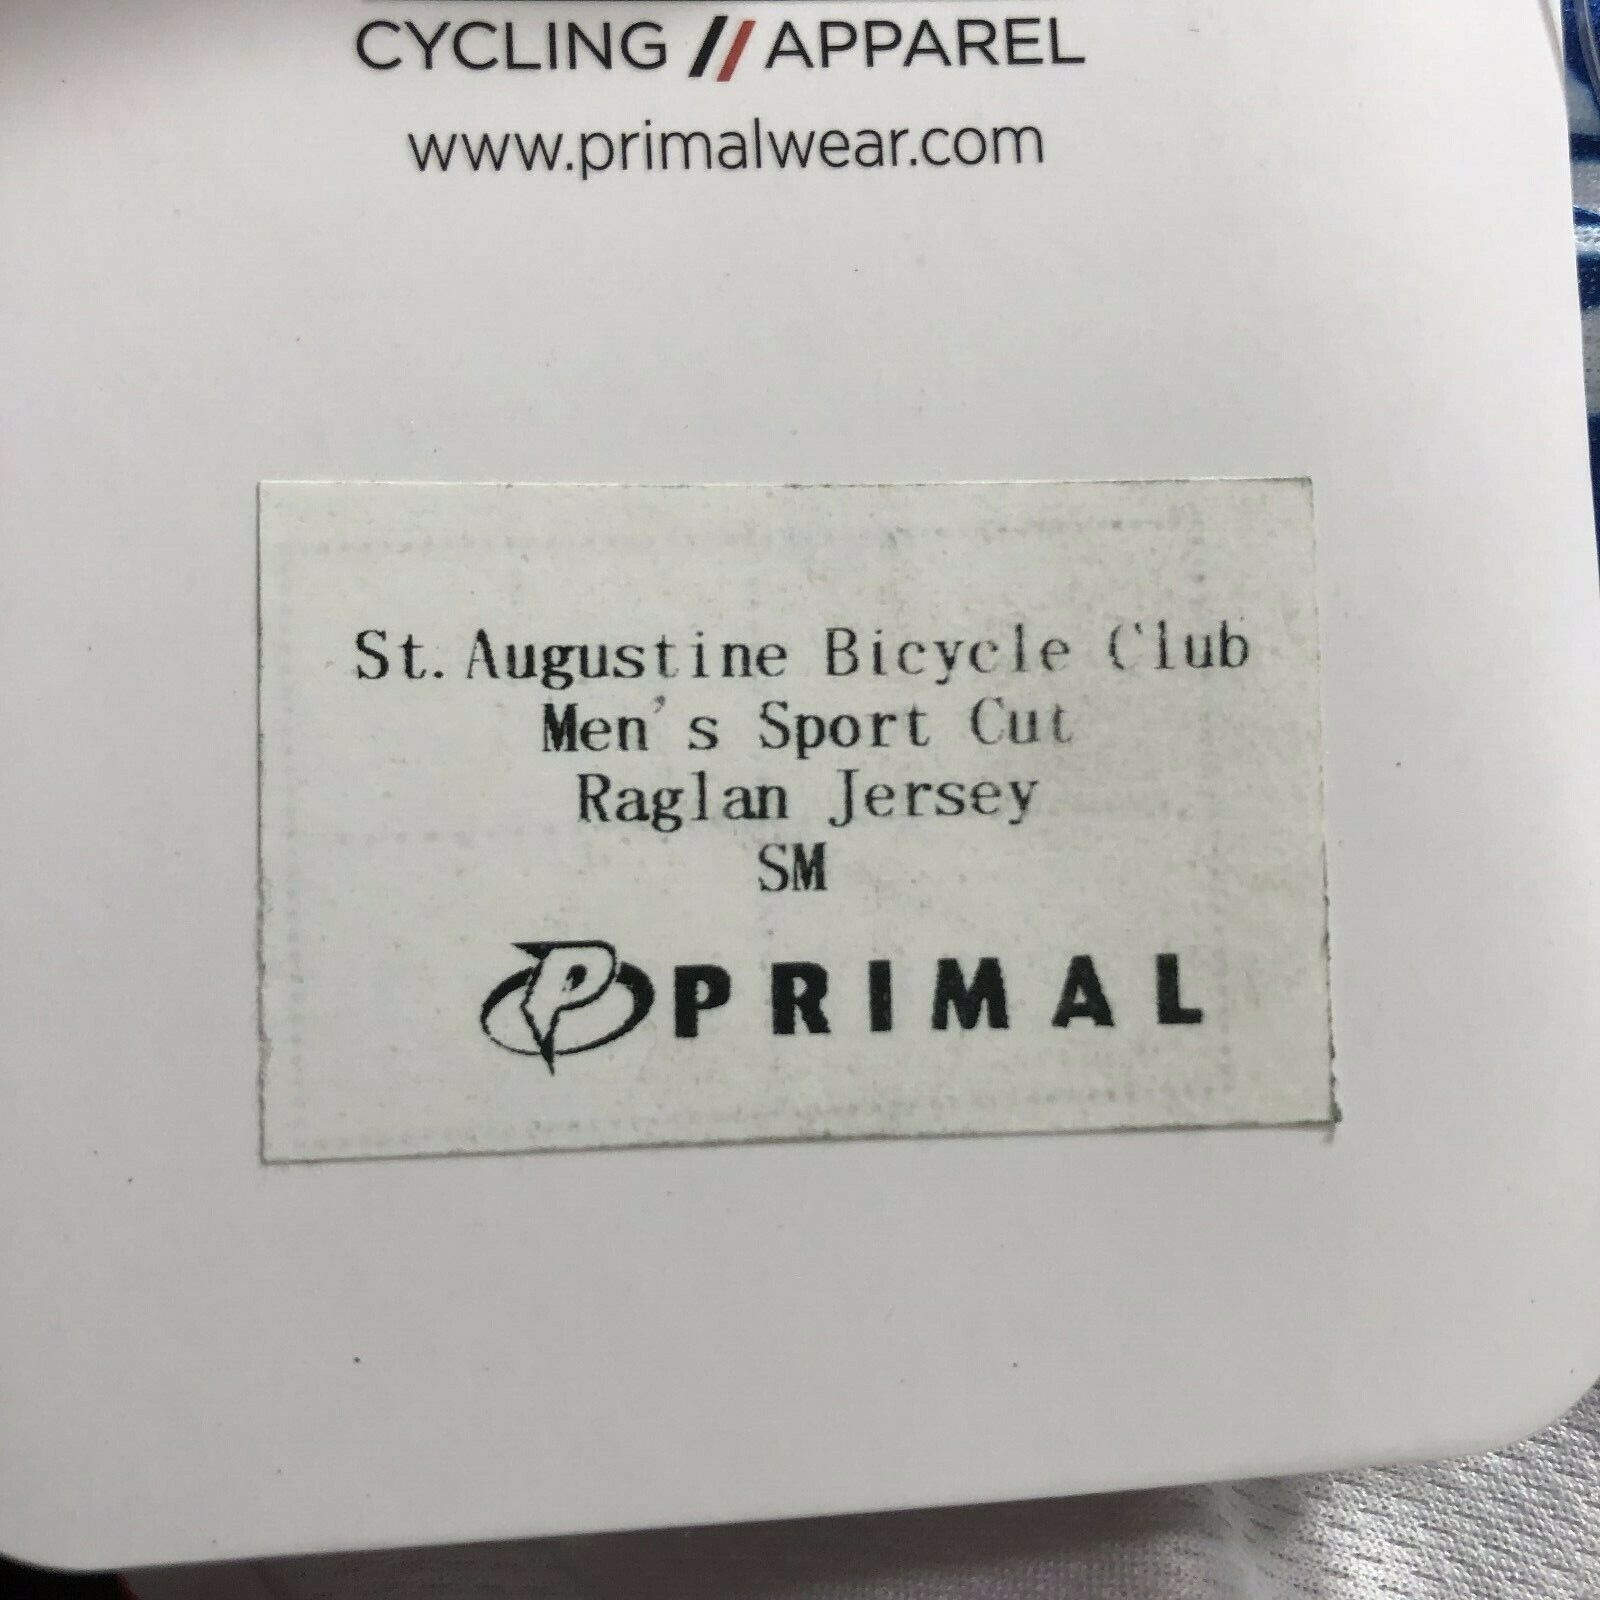 CYCLING // APPAREL
www.primalwear.com
St. Augustine Bicycle Club
Men's Sport Cut
Raglan Jersey
SM
P PRIMAL